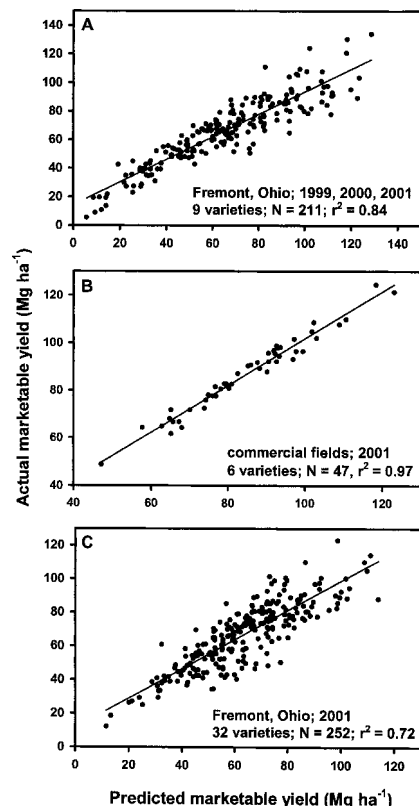 A
140
120
100
80
60
40
20
0
Fremont, Ohio; 1999, 2000, 2001
9 varieties; N = 211; r² = 0.84
0 20 40 60 80 100 120 140
Actual marketable yield (Mg ha⁻¹)
B
120
100
80
60
40
commercial fields; 2001
6 varieties; N = 47, r² = 0.97
40 60 80 100 120
C
120
100
80
60
40
20
0
Fremont, Ohio; 2001
32 varieties; N = 252; r² = 0.72
0 20 40 60 80 100 120
Predicted marketable yield (Mg ha⁻¹)